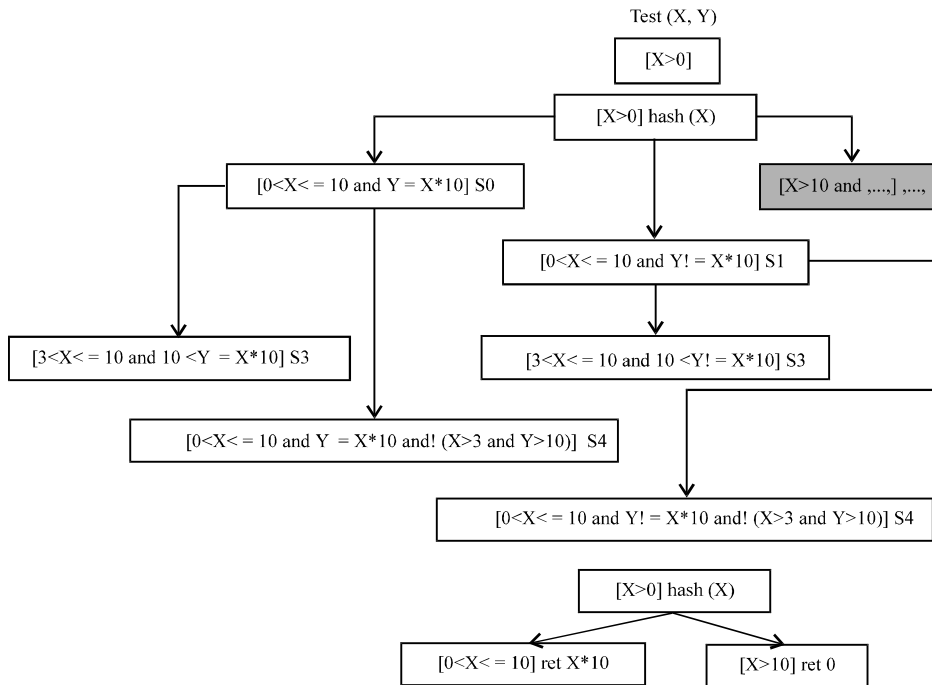 Test (X, Y)
[X>0]
[X>0] hash (X)
[0<X< = 10 and Y = X*10] S0
[X>10 and ,...,] ,...,
[0<X< = 10 and Y! = X*10] S1
[3<X< = 10 and 10 <Y = X*10] S3
[3<X< = 10 and 10 <Y! = X*10] S3
[0<X< = 10 and Y = X*10 and! (X>3 and Y>10)] S4
[0<X< = 10 and Y! = X*10 and! (X>3 and Y>10)] S4
[X>0] hash (X)
[0<X< = 10] ret X*10
[X>10] ret 0